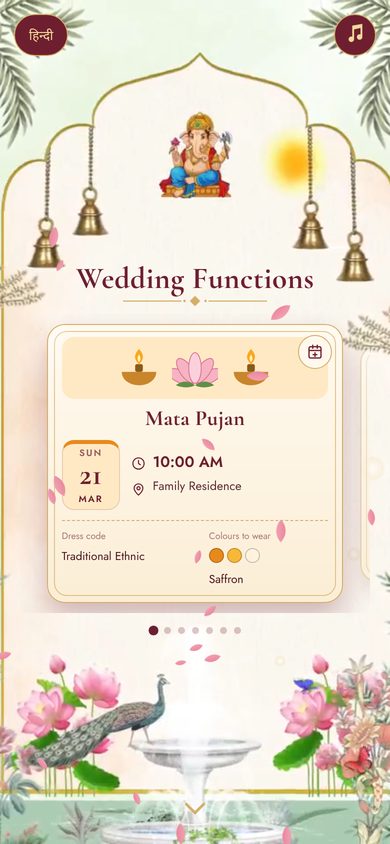 हिन्दी
Wedding Functions
Mata Pujan
SUN
21
MAR
10:00 AM
Family Residence
Dress code
Traditional Ethnic
Colours to wear
Saffron